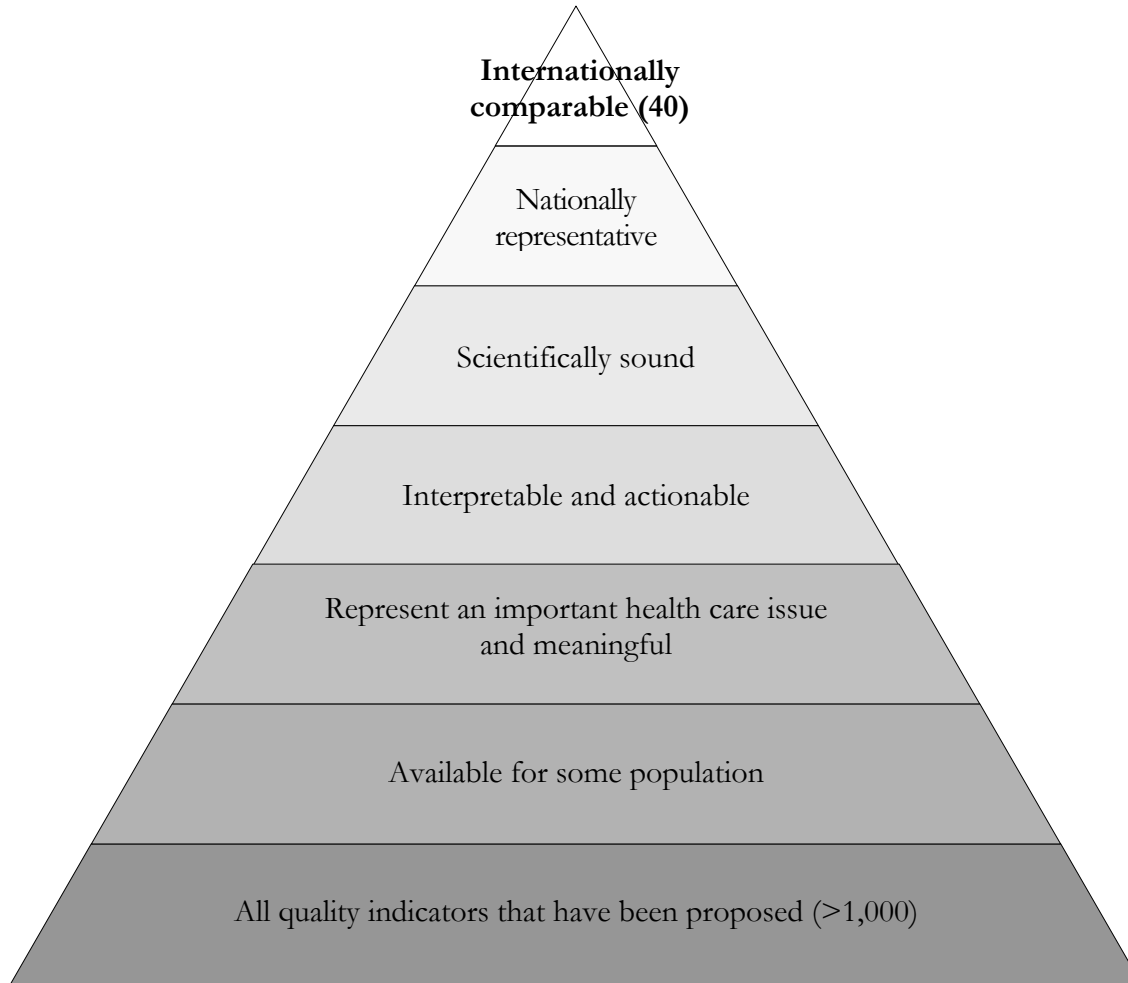 Internationally
comparable (40)
Nationally
representative
Scientifically sound
Interpretable and actionable
Represent an important health care issue
and meaningful
Available for some population
All quality indicators that have been proposed (>1,000)